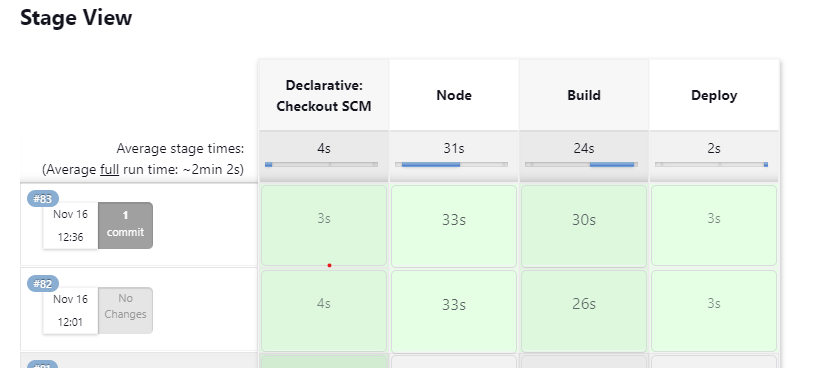 Stage View
Declarative:
Checkout SCM
Node
Build
Deploy
Average stage times:
(Average full run time: ~2min 2s)
4s
31s
24s
2s
#83
Nov 16
12:36
1
commit
3s
33s
30s
3s
#82
Nov 16
12:01
No
Changes
4s
33s
26s
3s